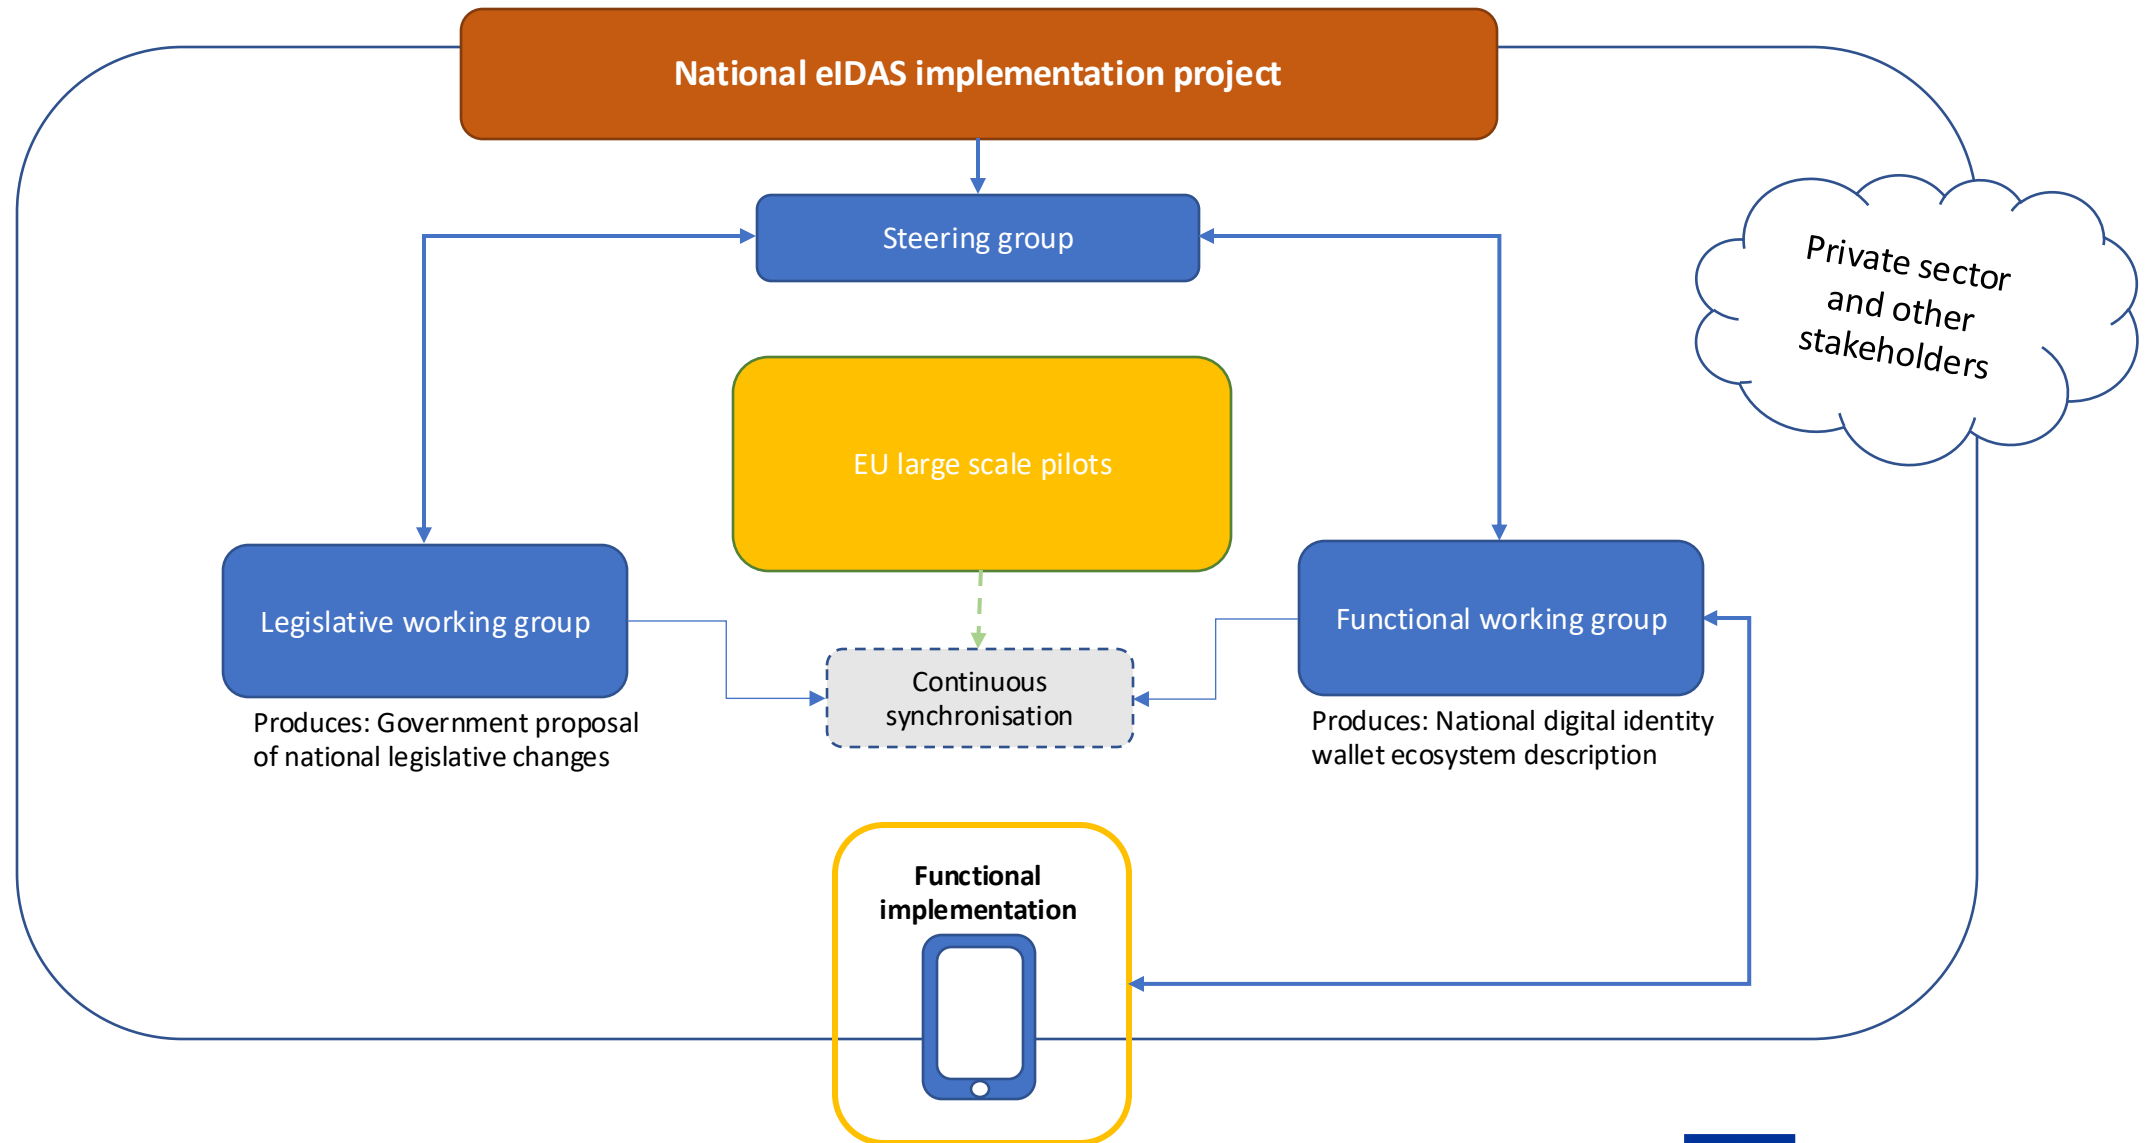 National eIDAS implementation project
Steering group
Private sector
and other
stakeholders
EU large scale pilots
Legislative working group
Functional working group
Continuous
synchronisation
Produces: Government proposal
of national legislative changes
Produces: National digital identity
wallet ecosystem description
Functional
implementation